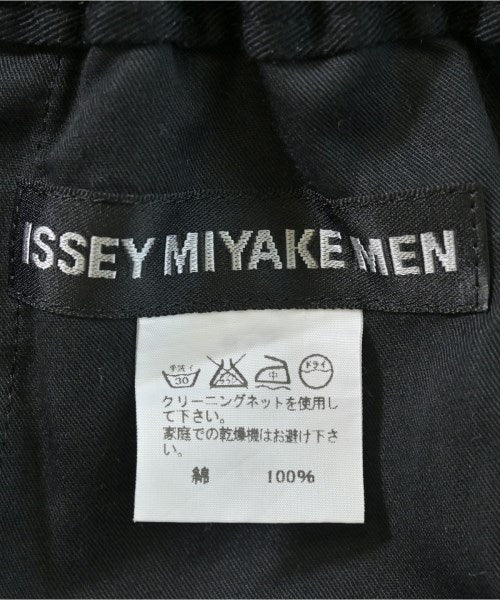 ISSEY MIYAKE MEN
手洗イ 30 中 ドライ
クリーニングネットを使用し
て下さい。
家庭での乾燥機はお避け下さ
い。
綿 100%